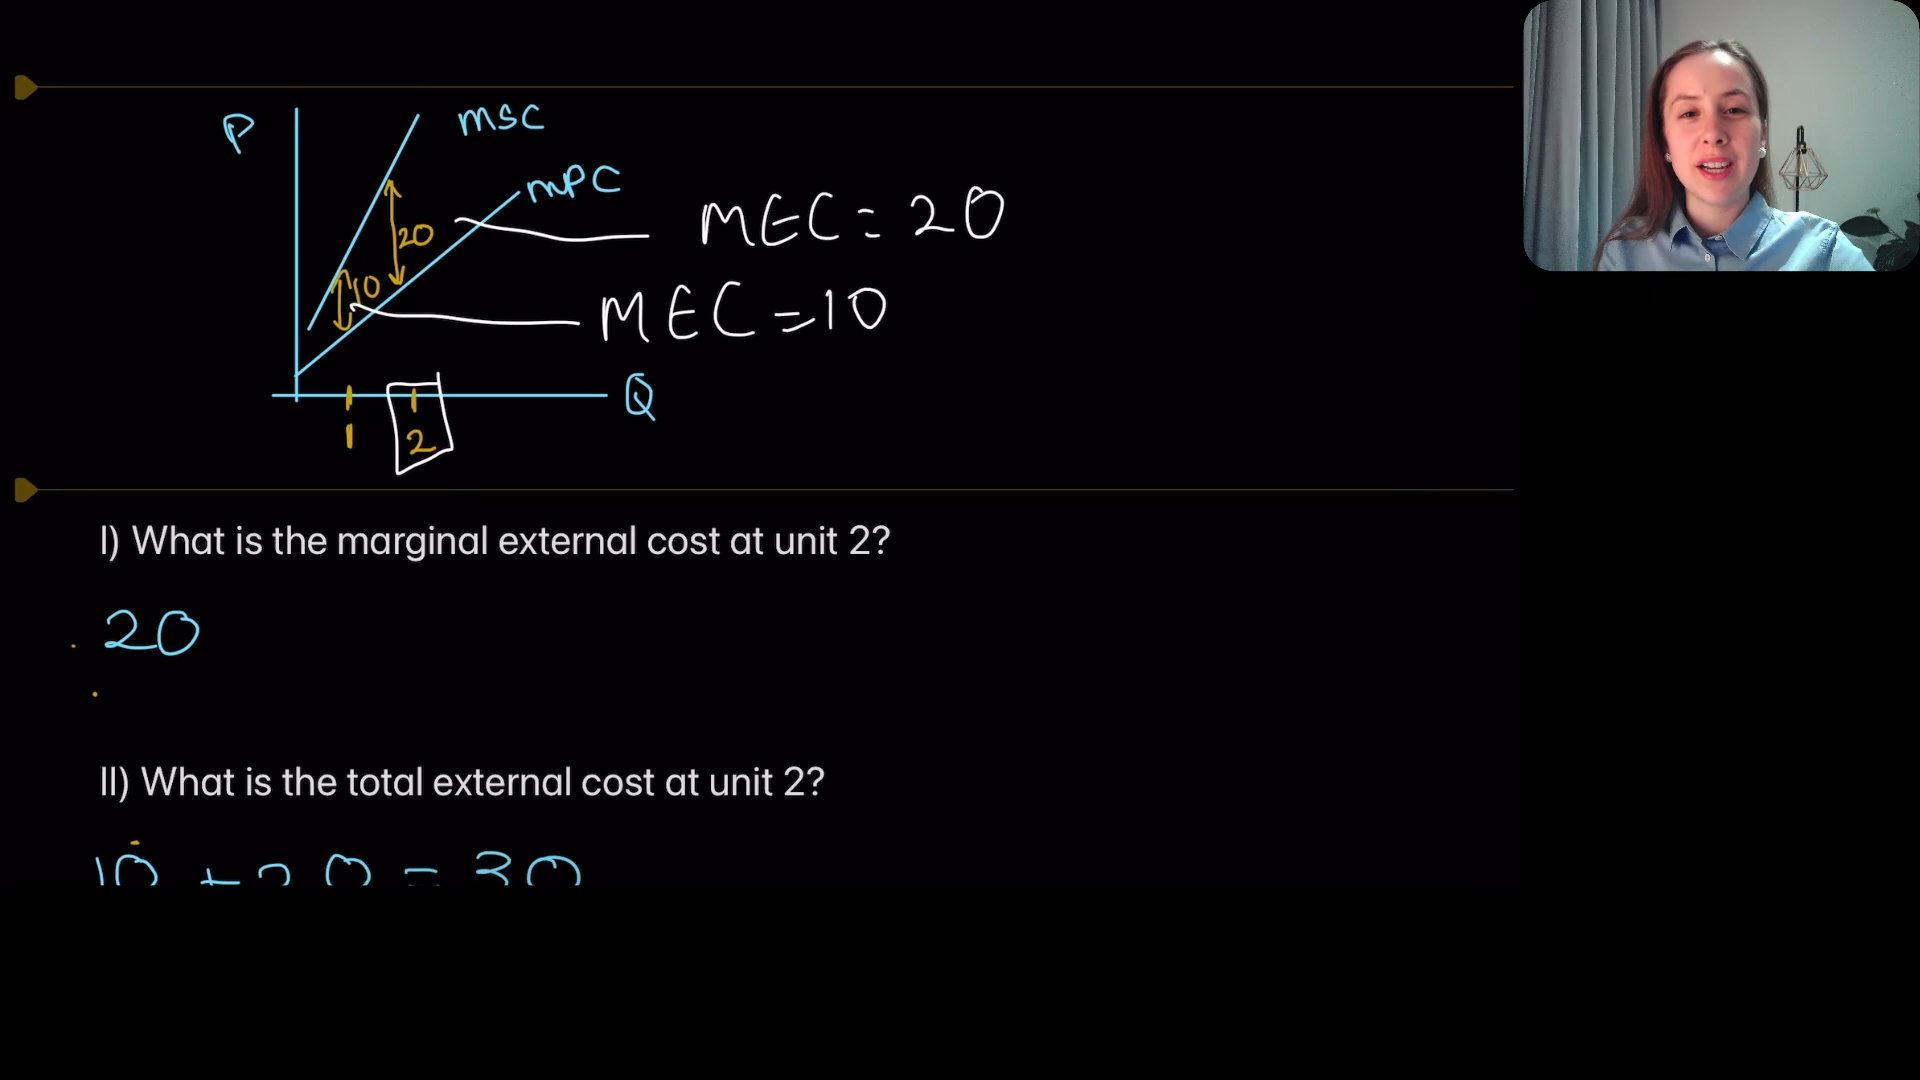 P
MSC
MPC
20
MEC = 20
10
MEC = 10
Q
1
2
I) What is the marginal external cost at unit 2?
20
II) What is the total external cost at unit 2?
10 + 20 = 30